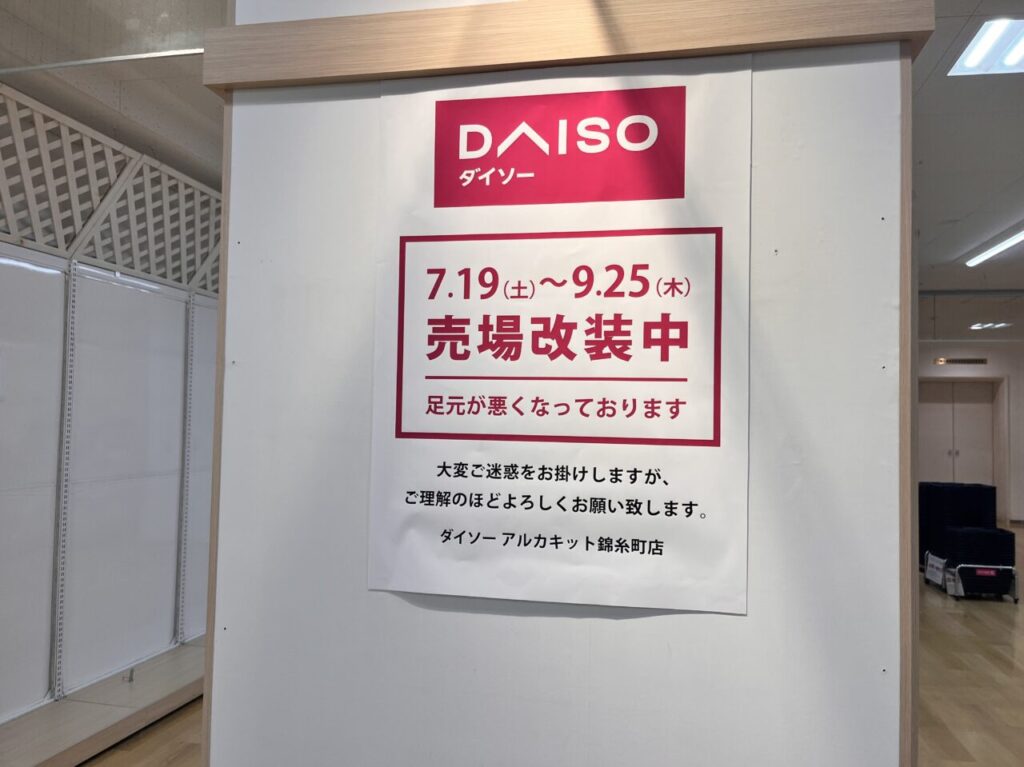 DAISO
ダイソー
7.19(土)～9.25(木)
売場改装中
足元が悪くなっております
大変ご迷惑をお掛けしますが、
ご理解のほどよろしくお願い致します。
ダイソー アルカキット錦糸町店